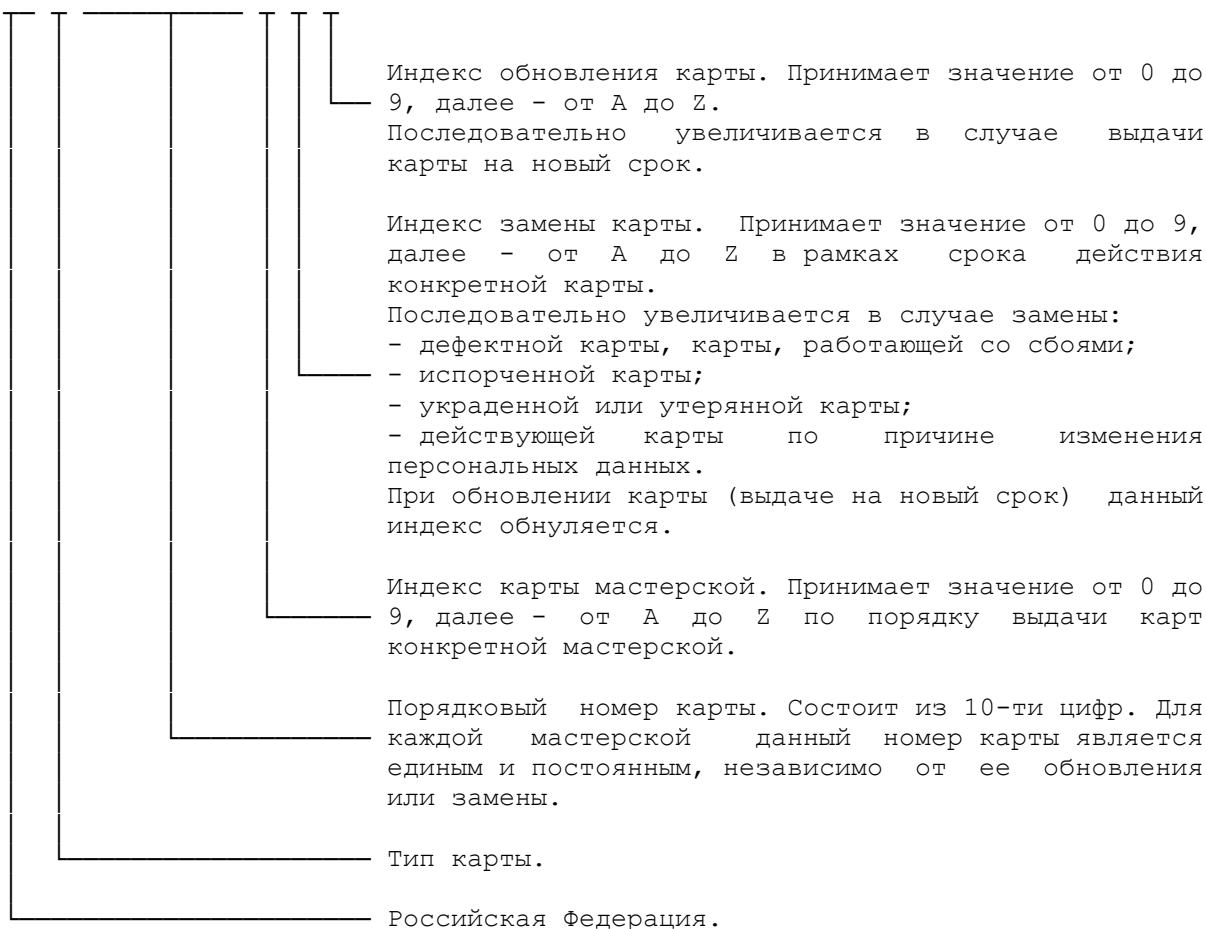 Индекс обновления карты. Принимает значение от 0 до
9, далее - от A до Z.
Последовательно увеличивается в случае выдачи
карты на новый срок.
Индекс замены карты. Принимает значение от 0 до 9,
далее - от A до Z в рамках срока действия
конкретной карты.
Последовательно увеличивается в случае замены:
- дефектной карты, карты, работающей со сбоями;
- испорченной карты;
- украденной или утерянной карты;
- действующей карты по причине изменения
персональных данных.
При обновлении карты (выдаче на новый срок) данный
индекс обнуляется.
Индекс карты мастерской. Принимает значение от 0 до
9, далее - от A до Z по порядку выдачи карт
конкретной мастерской.
Порядковый номер карты. Состоит из 10-ти цифр. Для
каждой мастерской данный номер карты является
единым и постоянным, независимо от ее обновления
или замены.
Тип карты.
Российская Федерация.